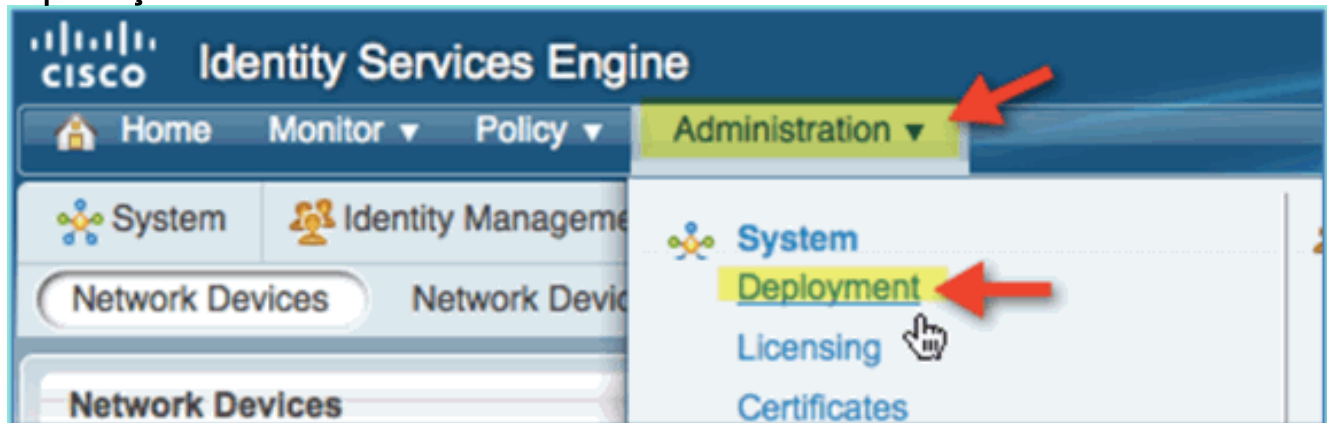 CISCO Identity Services Engine
Home Monitor Policy Administration
System Identity Manageme
System
Deployment
Network Devices Network Devic
Licensing
Network Devices
Certificates